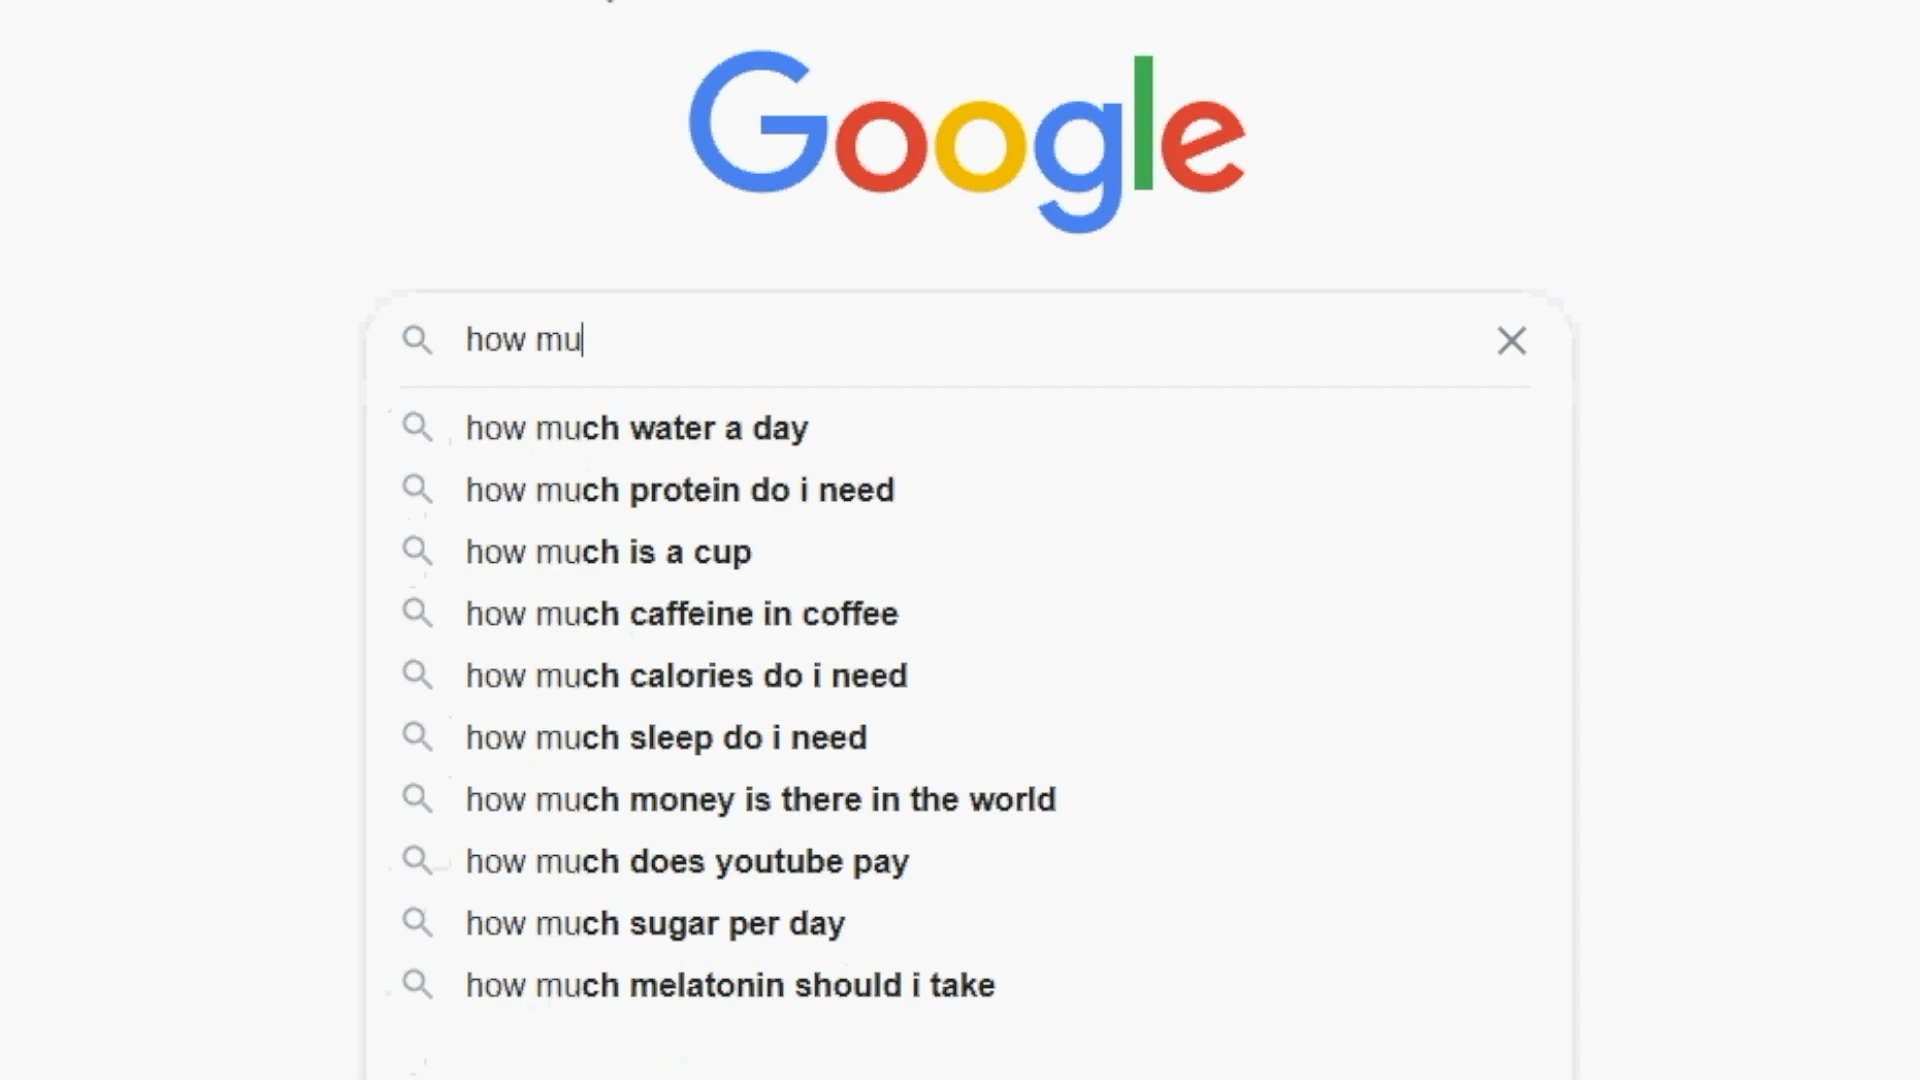 Google
how mu
how much water a day
how much protein do i need
how much is a cup
how much caffeine in coffee
how much calories do i need
how much sleep do i need
how much money is there in the world
how much does youtube pay
how much sugar per day
how much melatonin should i take